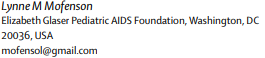 Lynne M Mofenson
Elizabeth Glaser Pediatric AIDS Foundation, Washington, DC
20036, USA
mofensol@gmail.com